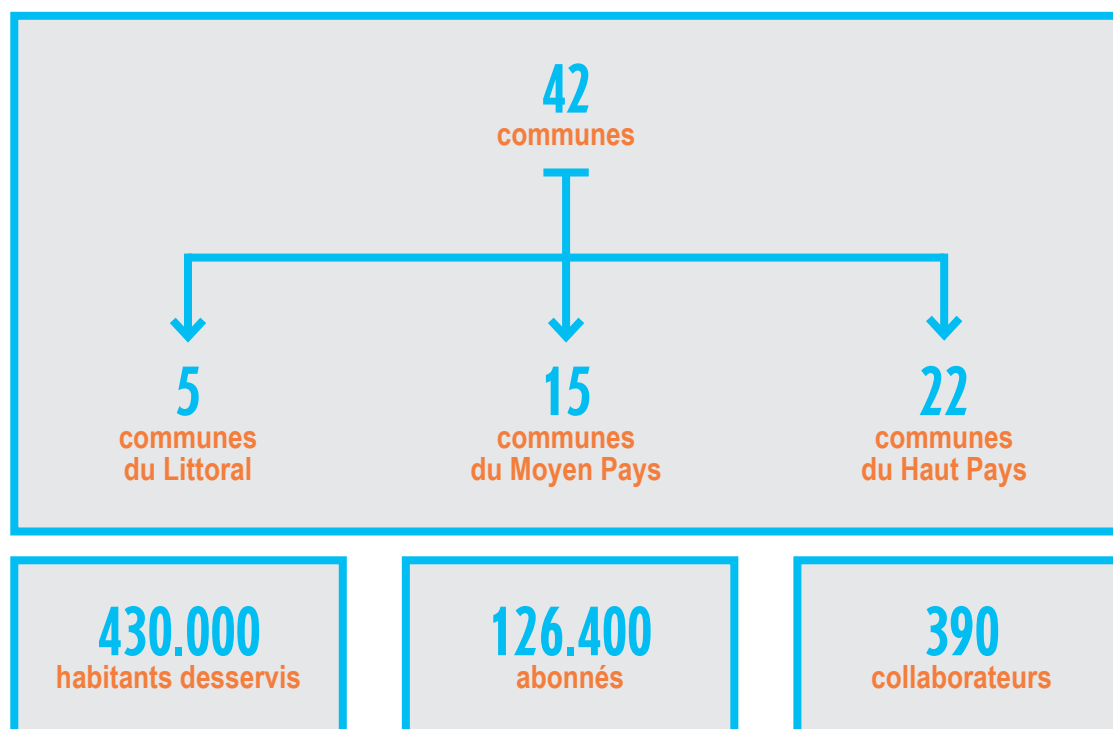 42
communes
5
communes
du Littoral
15
communes
du Moyen Pays
22
communes
du Haut Pays
430.000
habitants desservis
126.400
abonnés
390
collaborateurs